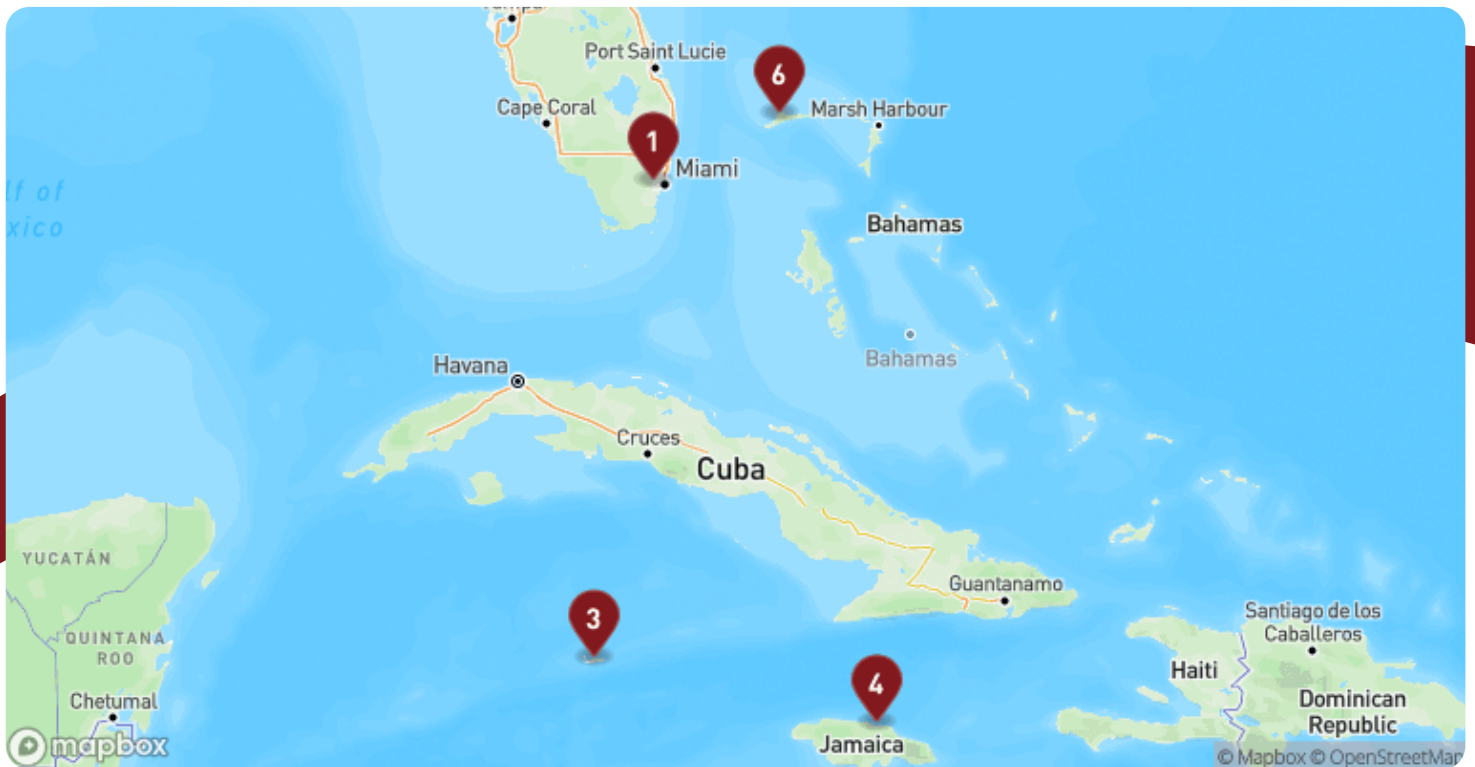 Port Saint Lucie
6
Cape Coral
Marsh Harbour
1
Miami
lf of
xico
Bahamas
Havana
Bahamas
Cruces
Cuba
YUCATÁN
Guantanamo
3
Santiago de los
Caballeros
QUINTANA
ROO
Haiti
4
Chetumal
Dominican
Republic
Jamaica
mapbox
© Mapbox © OpenStreetMap